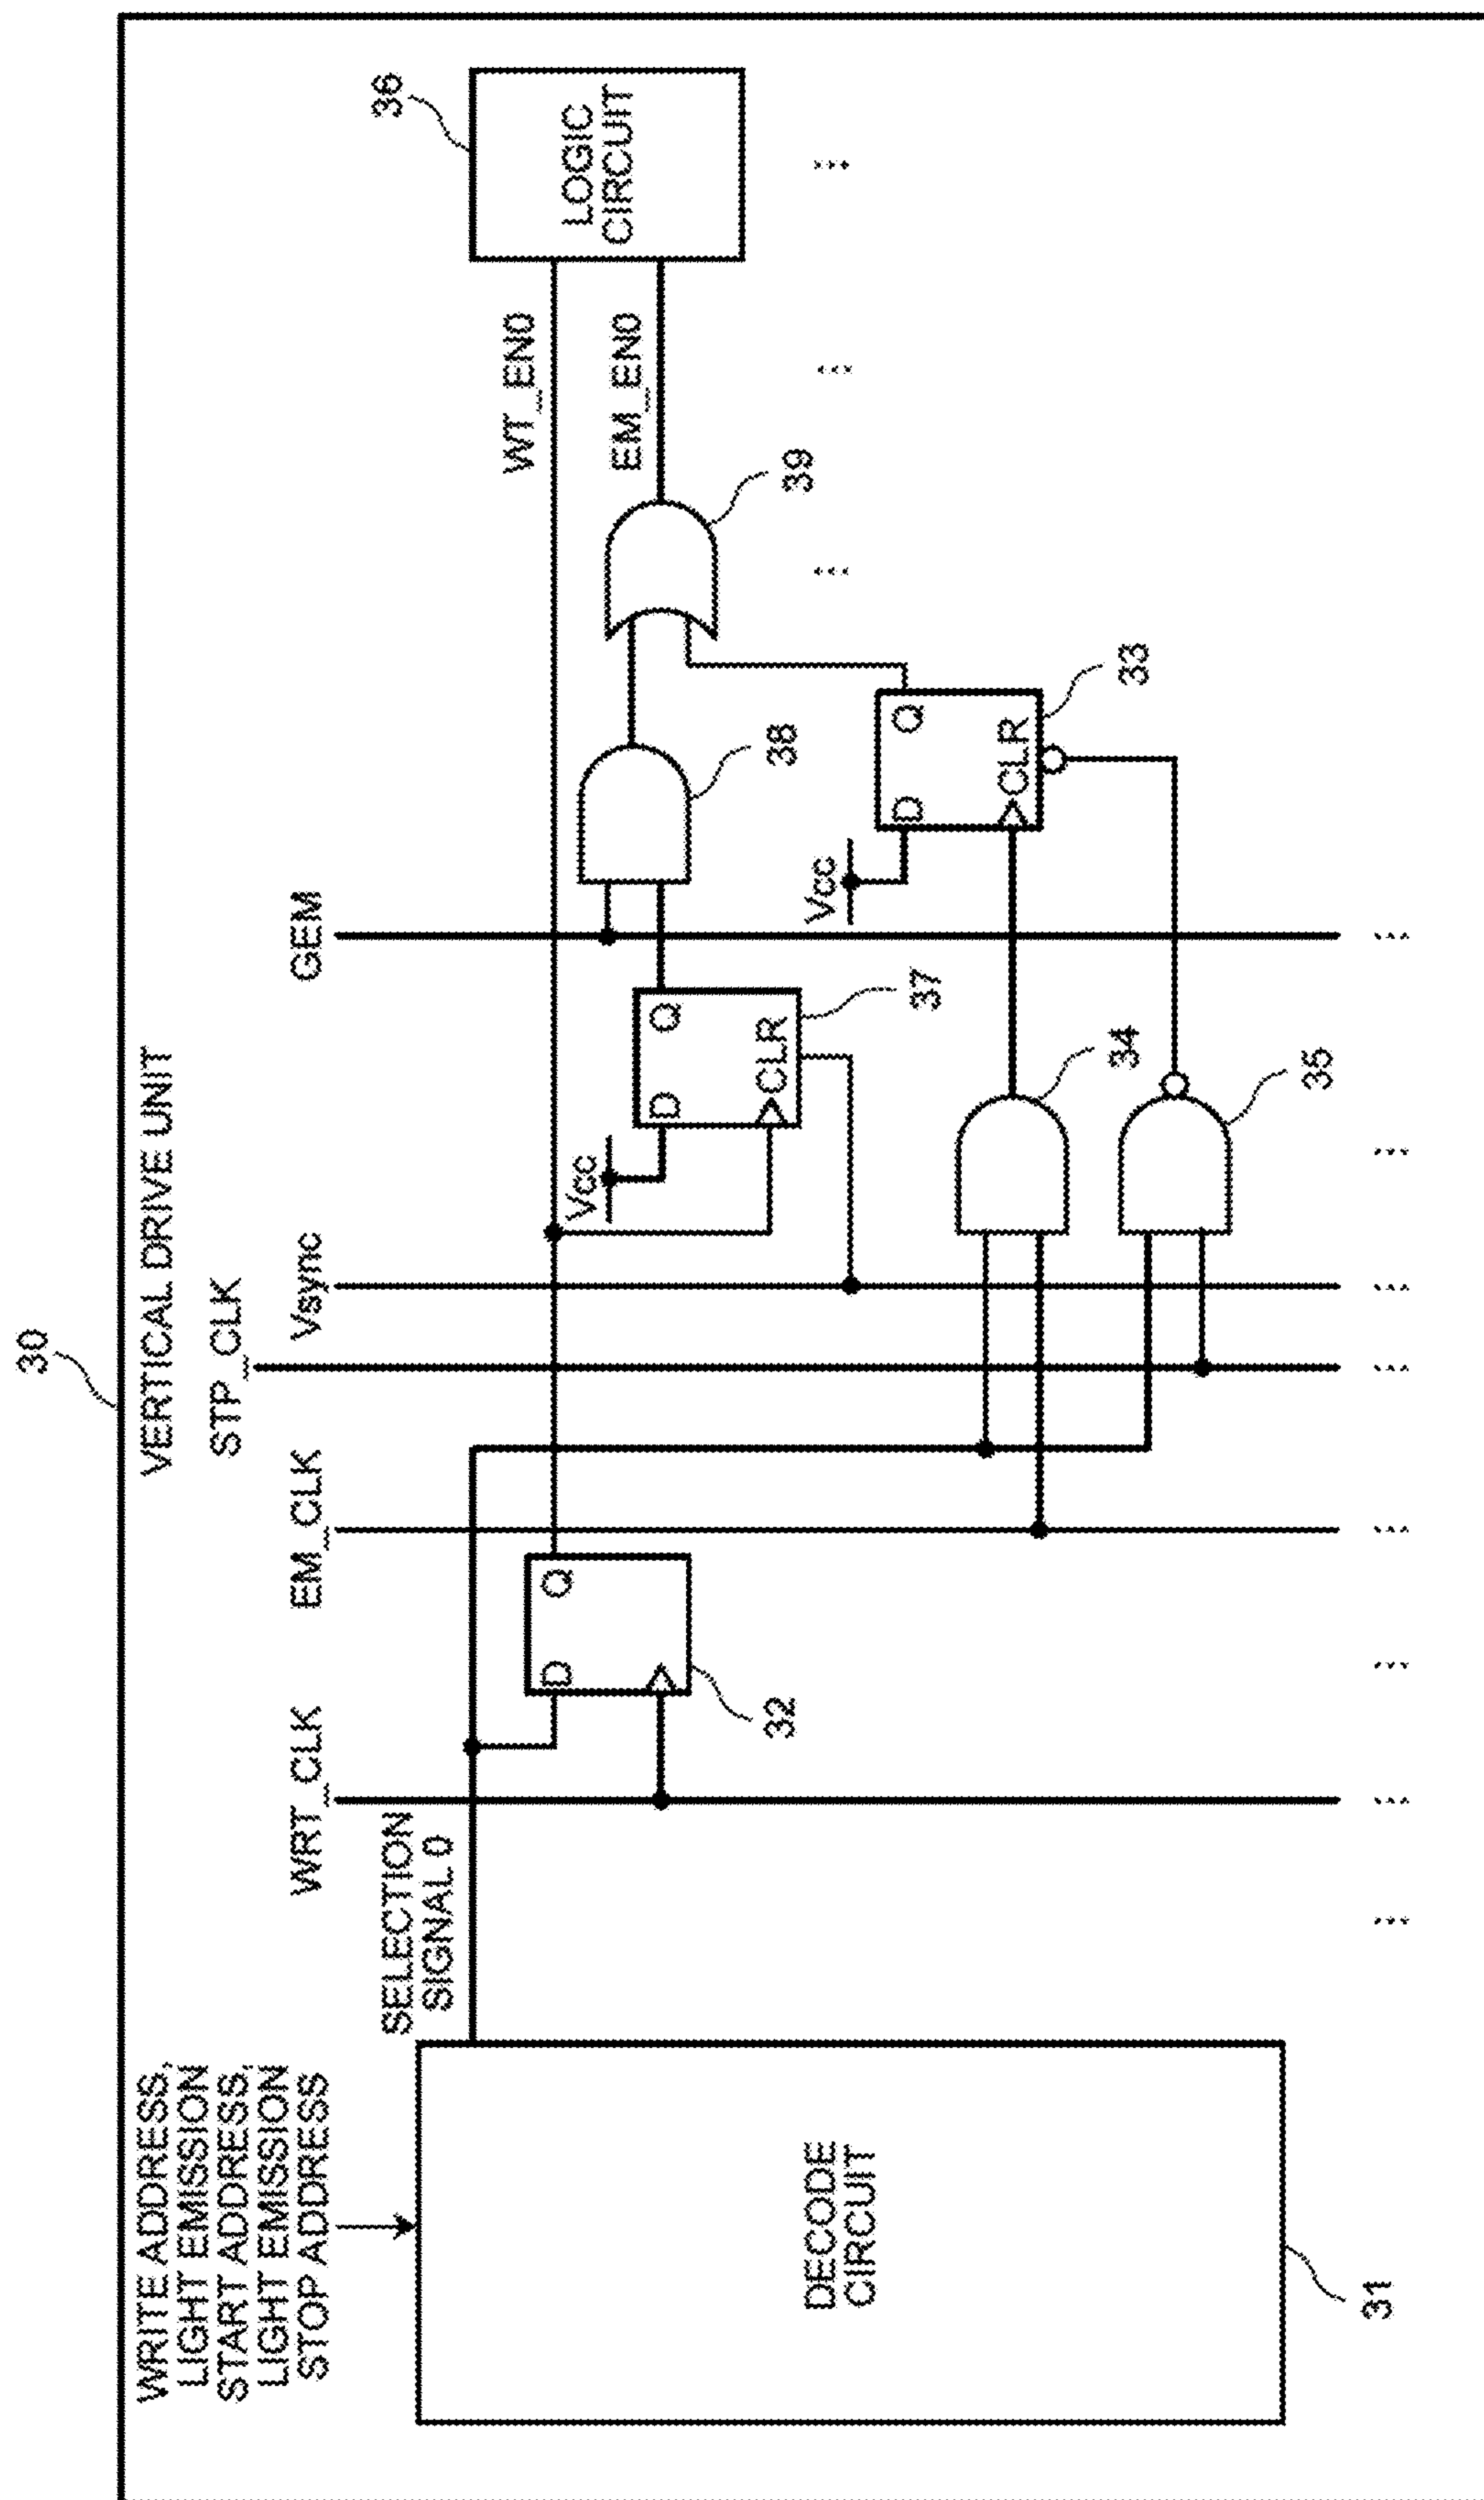 30
VERTICAL DRIVE UNIT
WRITE ADDRESS,
LIGHT EMISSION
START ADDRESS,
LIGHT EMISSION
STOP ADDRESS
STP_CLK
WRT_CLK
EM_CLK
Vsync
GEM
SELECTION
SIGNAL 0
36
LOGIC
CIRCUIT
WT_EN0
EM_EN0
D
Q
32
Vcc
D
Q
CLR
37
38
39
Vcc
D
Q
CLR
33
34
35
DECODE
CIRCUIT
31